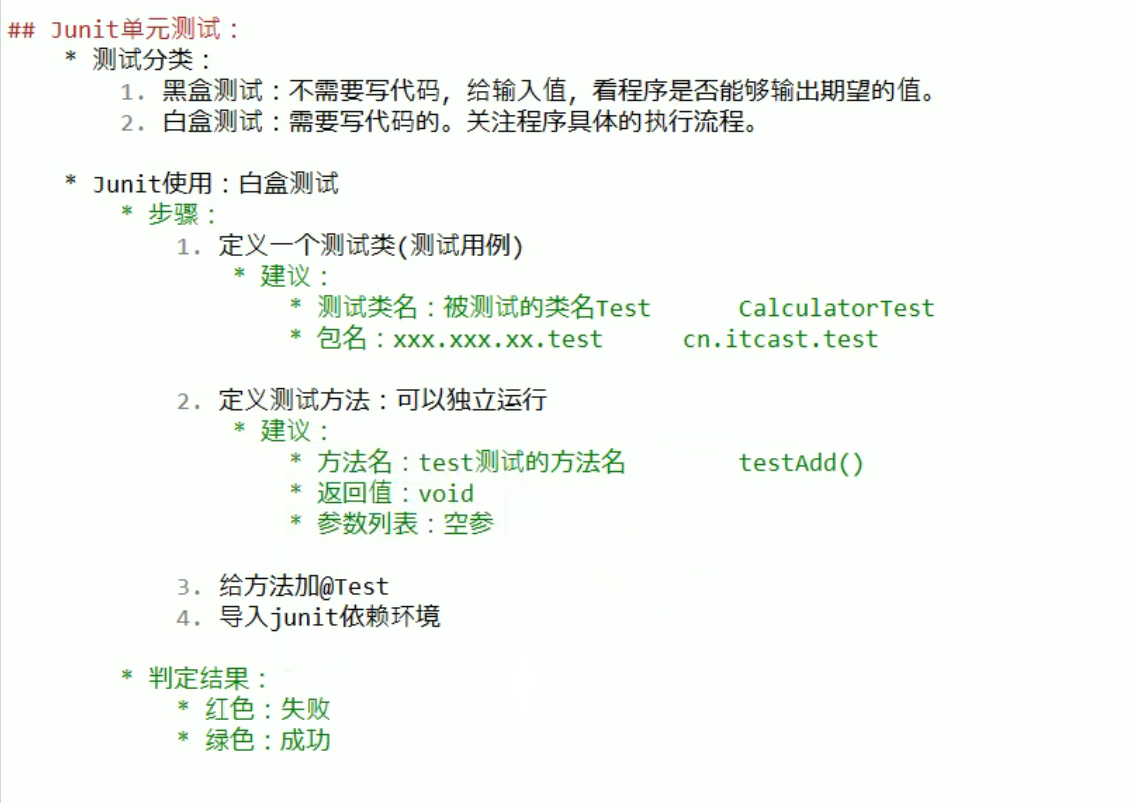 ## Junit单元测试：
* 测试分类：
1. 黑盒测试：不需要写代码，给输入值，看程序是否能够输出期望的值。
2. 白盒测试：需要写代码的。关注程序具体的执行流程。
* Junit使用：白盒测试
* 步骤：
1. 定义一个测试类(测试用例)
* 建议：
* 测试类名：被测试的类名Test CalculatorTest
* 包名：xxx.xxx.xx.test cn.itcast.test
2. 定义测试方法：可以独立运行
* 建议：
* 方法名：test测试的方法名 testAdd()
* 返回值：void
* 参数列表：空参
3. 给方法加@Test
4. 导入junit依赖环境
* 判定结果：
* 红色：失败
* 绿色：成功